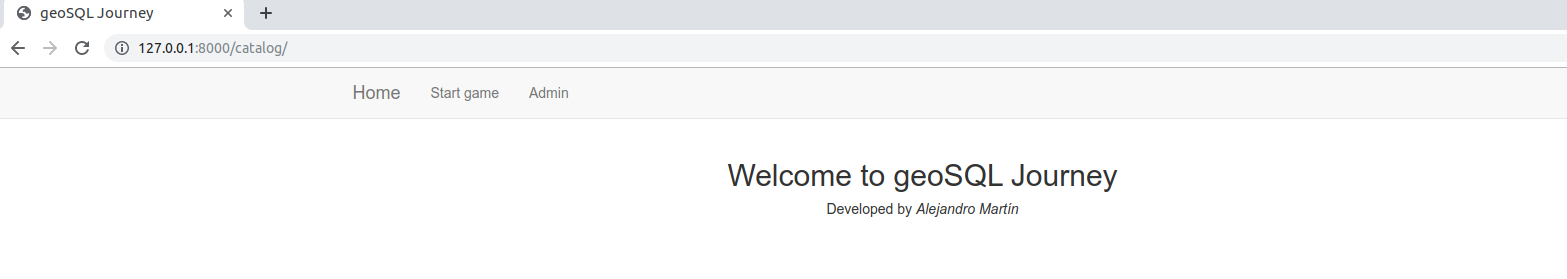 geoSQL Journey
127.0.0.1:8000/catalog/
Home Start game Admin
Welcome to geoSQL Journey
Developed by Alejandro Martín